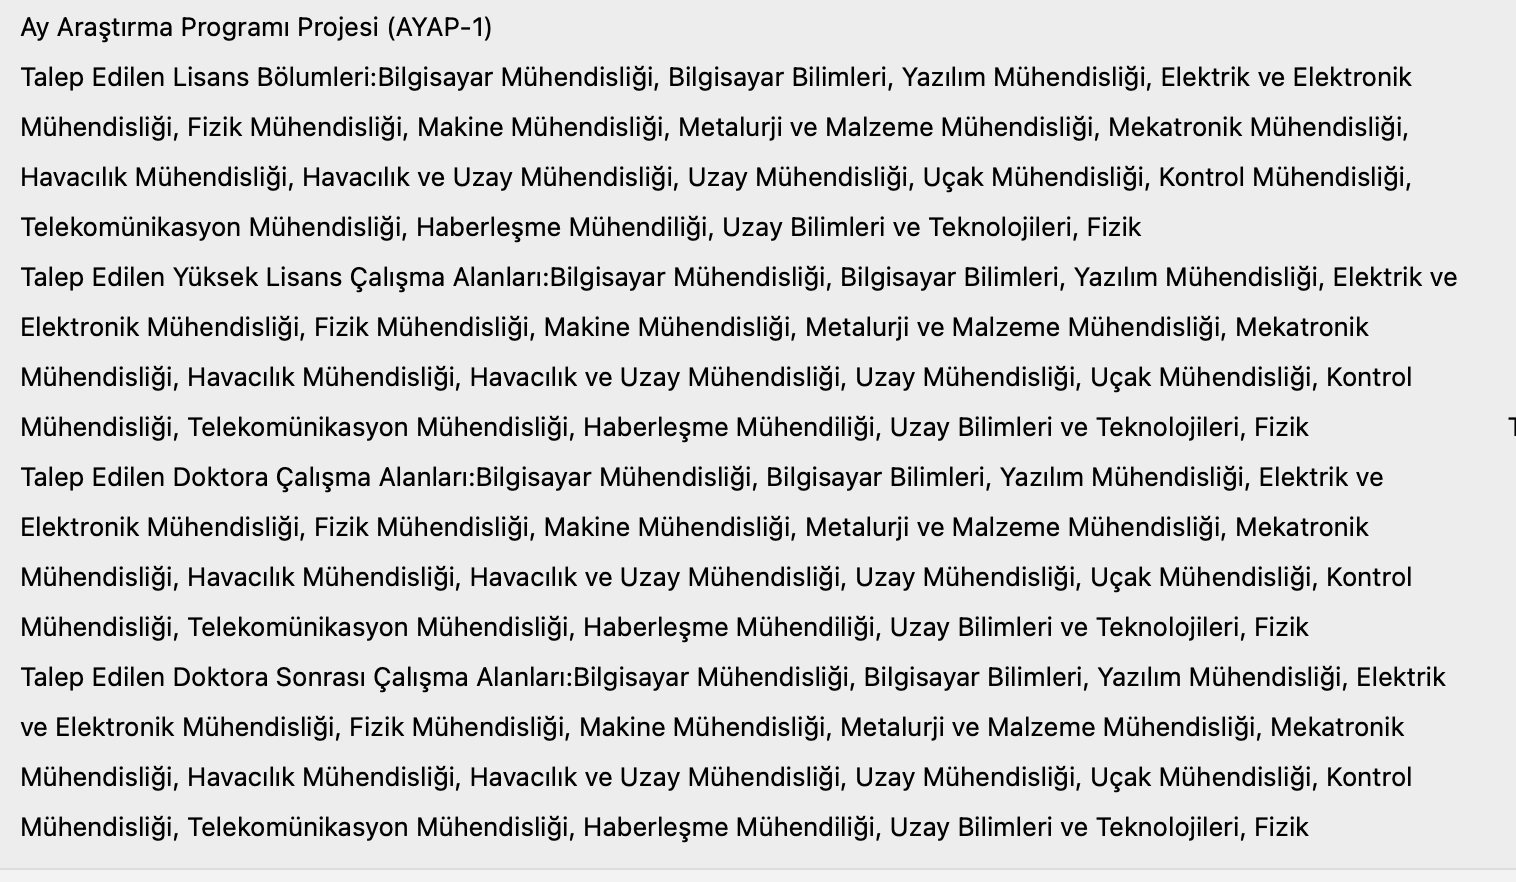 Ay Araştırma Programı Projesi (AYAP-1)
Talep Edilen Lisans Bölumleri:Bilgisayar Mühendisliği, Bilgisayar Bilimleri, Yazılım Mühendisliği, Elektrik ve Elektronik
Mühendisliği, Fizik Mühendisliği, Makine Mühendisliği, Metalurji ve Malzeme Mühendisliği, Mekatronik Mühendisliği,
Havacılık Mühendisliği, Havacılık ve Uzay Mühendisliği, Uzay Mühendisliği, Uçak Mühendisliği, Kontrol Mühendisliği,
Telekomünikasyon Mühendisliği, Haberleşme Mühendiliği, Uzay Bilimleri ve Teknolojileri, Fizik
Talep Edilen Yüksek Lisans Çalışma Alanları:Bilgisayar Mühendisliği, Bilgisayar Bilimleri, Yazılım Mühendisliği, Elektrik ve
Elektronik Mühendisliği, Fizik Mühendisliği, Makine Mühendisliği, Metalurji ve Malzeme Mühendisliği, Mekatronik
Mühendisliği, Havacılık Mühendisliği, Havacılık ve Uzay Mühendisliği, Uzay Mühendisliği, Uçak Mühendisliği, Kontrol
Mühendisliği, Telekomünikasyon Mühendisliği, Haberleşme Mühendiliği, Uzay Bilimleri ve Teknolojileri, Fizik
Talep Edilen Doktora Çalışma Alanları:Bilgisayar Mühendisliği, Bilgisayar Bilimleri, Yazılım Mühendisliği, Elektrik ve
Elektronik Mühendisliği, Fizik Mühendisliği, Makine Mühendisliği, Metalurji ve Malzeme Mühendisliği, Mekatronik
Mühendisliği, Havacılık Mühendisliği, Havacılık ve Uzay Mühendisliği, Uzay Mühendisliği, Uçak Mühendisliği, Kontrol
Mühendisliği, Telekomünikasyon Mühendisliği, Haberleşme Mühendiliği, Uzay Bilimleri ve Teknolojileri, Fizik
Talep Edilen Doktora Sonrası Çalışma Alanları:Bilgisayar Mühendisliği, Bilgisayar Bilimleri, Yazılım Mühendisliği, Elektrik
ve Elektronik Mühendisliği, Fizik Mühendisliği, Makine Mühendisliği, Metalurji ve Malzeme Mühendisliği, Mekatronik
Mühendisliği, Havacılık Mühendisliği, Havacılık ve Uzay Mühendisliği, Uzay Mühendisliği, Uçak Mühendisliği, Kontrol
Mühendisliği, Telekomünikasyon Mühendisliği, Haberleşme Mühendiliği, Uzay Bilimleri ve Teknolojileri, Fizik